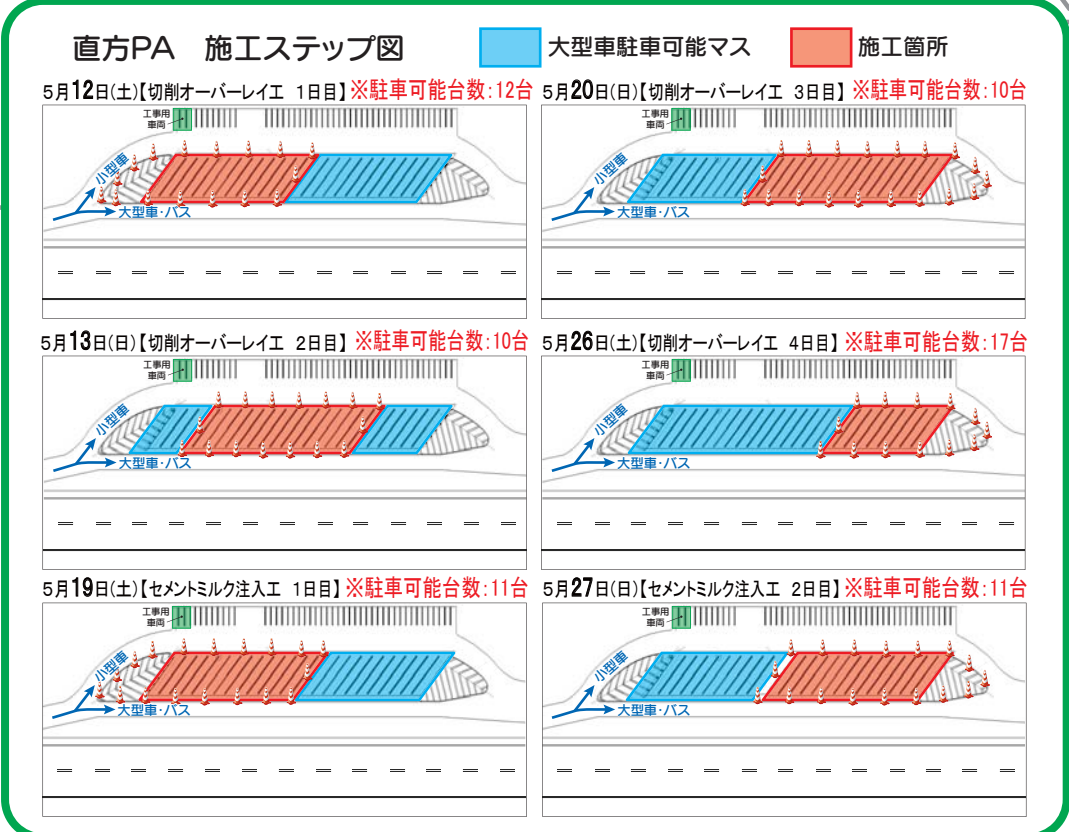 直方PA 施工ステップ図
大型車駐車可能マス
施工箇所
5月12日(土)【切削オーバーレイ工 1日目】※駐車可能台数:12台
工事用
車両
小型車
大型車・バス
5月20日(日)【切削オーバーレイ工 3日目】※駐車可能台数:10台
工事用
車両
小型車
大型車・バス
5月13日(日)【切削オーバーレイ工 2日目】※駐車可能台数:10台
工事用
車両
小型車
大型車・バス
5月26日(土)【切削オーバーレイ工 4日目】※駐車可能台数:17台
工事用
車両
小型車
大型車・バス
5月19日(土)【セメントミルク注入工 1日目】※駐車可能台数:11台
工事用
車両
小型車
大型車・バス
5月27日(日)【セメントミルク注入工 2日目】※駐車可能台数:11台
工事用
車両
小型車
大型車・バス